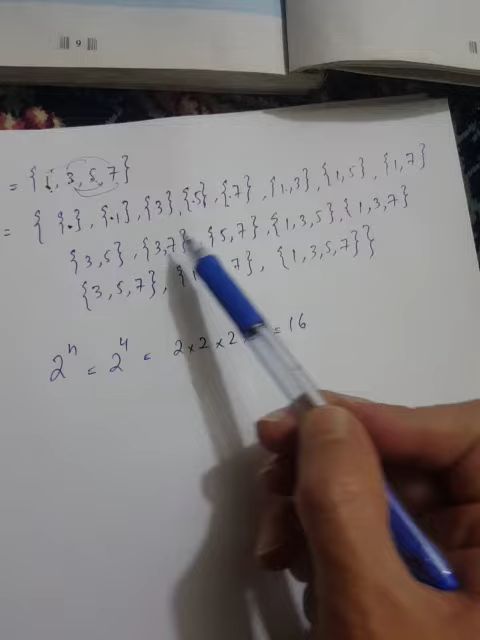 9
= {1, 3, 5, 7}
= { {.}, {.1}, {3}, {.5}, {.7}, {1,3}, {1,5}, {1,7}
{3,5}, {3,7}, {5,7}, {1,3,5}, {1,3,7}
{3,5,7}, 7}, {1,3,5,7}}
2ⁿ = 2⁴ = 2×2×2 = 16